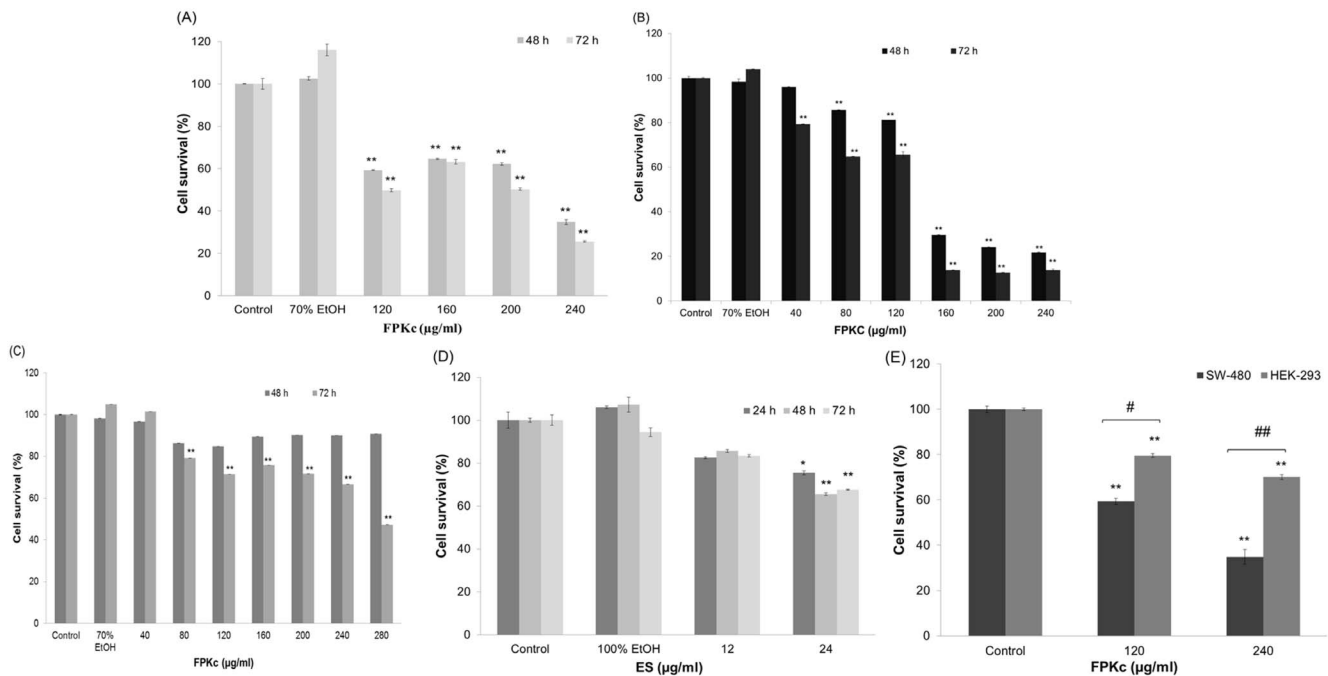 (A)
48 h 72 h
Cell survival (%)
120
100
80
60
40
20
0
** ** ** ** ** ** ** **
Control 70% EtOH 120 160 200 240
FPKc (µg/ml)
(B)
48 h 72 h
Cell survival (%)
120
100
80
60
40
20
0
** ** ** ** ** ** ** ** ** ** **
Control 70% EtOH 40 80 120 160 200 240
FPKC (µg/ml)
(C)
48 h 72 h
Cell survival (%)
120
100
80
60
40
20
0
** ** ** ** ** **
Control 70% EtOH 40 80 120 160 200 240 280
FPKc (µg/ml)
(D)
24 h 48 h 72 h
Cell survival (%)
120
100
80
60
40
20
0
* ** **
Control 100% EtOH 12 24
ES (µg/ml)
(E)
SW-480 HEK-293
Cell survival (%)
120
100
80
60
40
20
0
# ##
** ** ** **
Control 120 240
FPKc (µg/ml)